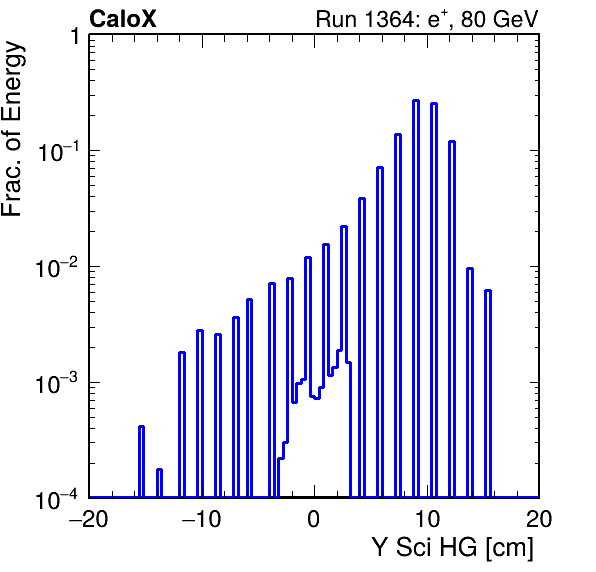 CaloX Run 1364: e⁺, 80 GeV
Frac. of Energy
1
10⁻¹
10⁻²
10⁻³
10⁻⁴
−20 −10 0 10 20
Y Sci HG [cm]